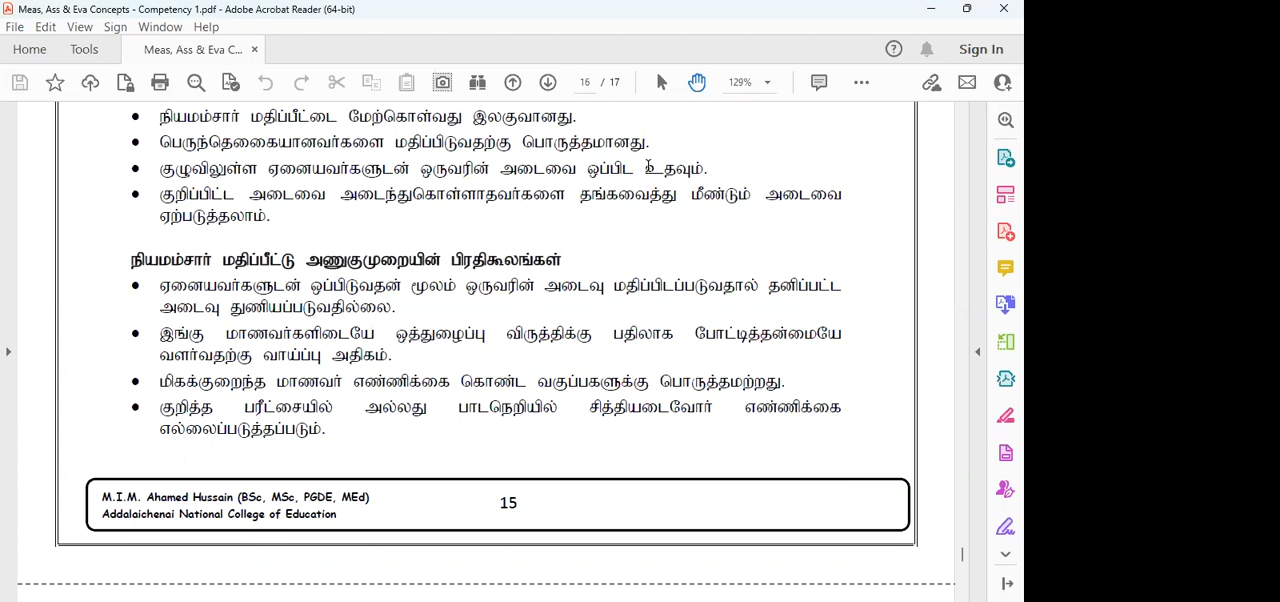 Meas, Ass & Eva Concepts - Competency 1.pdf - Adobe Acrobat Reader (64-bit)
File Edit View Sign Window Help
Home Tools Meas, Ass & Eva C... × Sign In
16 / 17 129%
நியமம்சார் மதிப்பீட்டை மேற்கொள்வது இலகுவானது.
பெருந்தெகையானவர்களை மதிப்பிடுவதற்கு பொருத்தமானது.
குழுவிலுள்ள ஏனையவர்களுடன் ஒருவரின் அடைவை ஒப்பிட உதவும்.
குறிப்பிட்ட அடைவை அடைந்துகொள்ளாதவர்களை தங்கவைத்து மீண்டும் அடைவை
ஏற்படுத்தலாம்.
நியமம்சார் மதிப்பீட்டு அணுகுமுறையின் பிரதிகூலங்கள்
ஏனையவர்களுடன் ஒப்பிடுவதன் மூலம் ஒருவரின் அடைவு மதிப்பிடப்படுவதால் தனிப்பட்ட
அடைவு துணியப்படுவதில்லை.
இங்கு மாணவர்களிடையே ஒத்துழைப்பு விருத்திக்கு பதிலாக போட்டித்தன்மையே
வளர்வதற்கு வாய்ப்பு அதிகம்.
மிகக்குறைந்த மாணவர் எண்ணிக்கை கொண்ட வகுப்பகளுக்கு பொருத்தமற்றது.
குறித்த பரீட்சையில் அல்லது பாடநெறியில் சித்தியடைவோர் எண்ணிக்கை
எல்லைப்படுத்தப்படும்.
M.I.M. Ahamed Hussain (BSc, MSc, PGDE, MEd)
Addalaichenai National College of Education
15